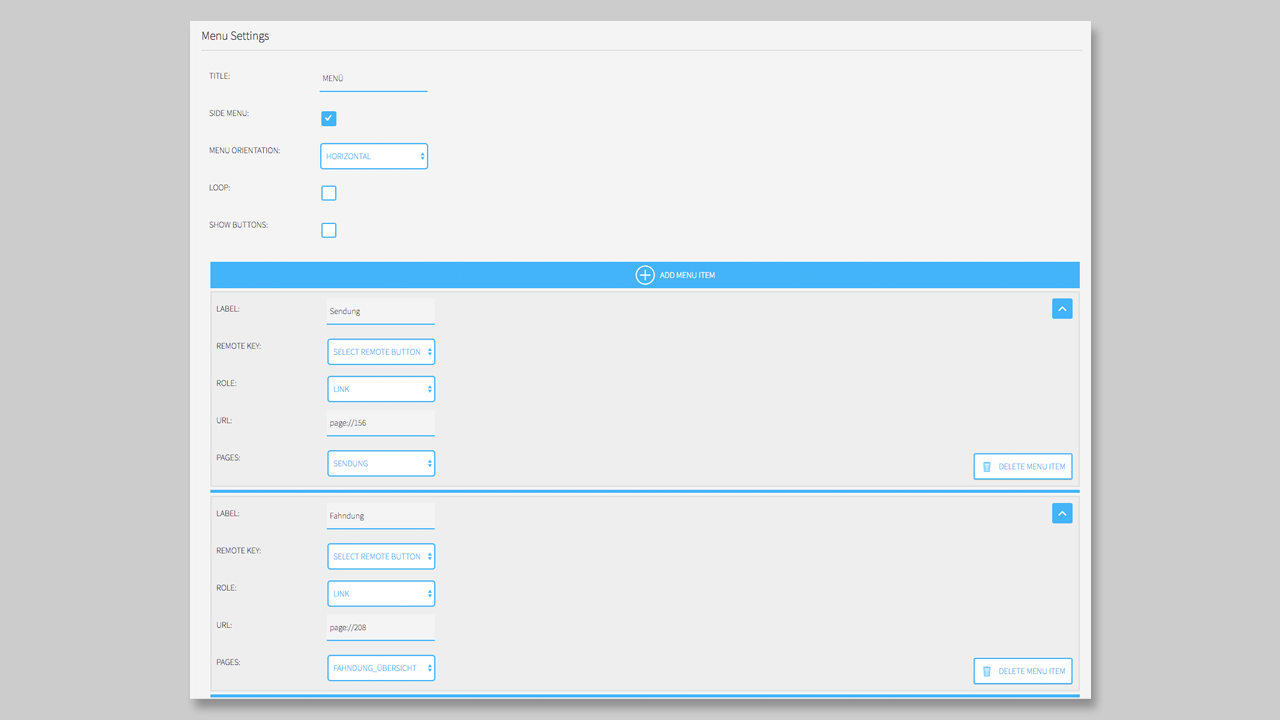 Menu Settings
TITLE: MENÜ
SIDE MENU:
MENU ORIENTATION: HORIZONTAL
LOOP:
SHOW BUTTONS:
ADD MENU ITEM
LABEL: Sendung
REMOTE KEY: SELECT REMOTE BUTTON
ROLE: LINK
URL: page://156
PAGES: SENDUNG
DELETE MENU ITEM
LABEL: Fahndung
REMOTE KEY: SELECT REMOTE BUTTON
ROLE: LINK
URL: page://208
PAGES: FAHNDUNG_ÜBERSICHT
DELETE MENU ITEM